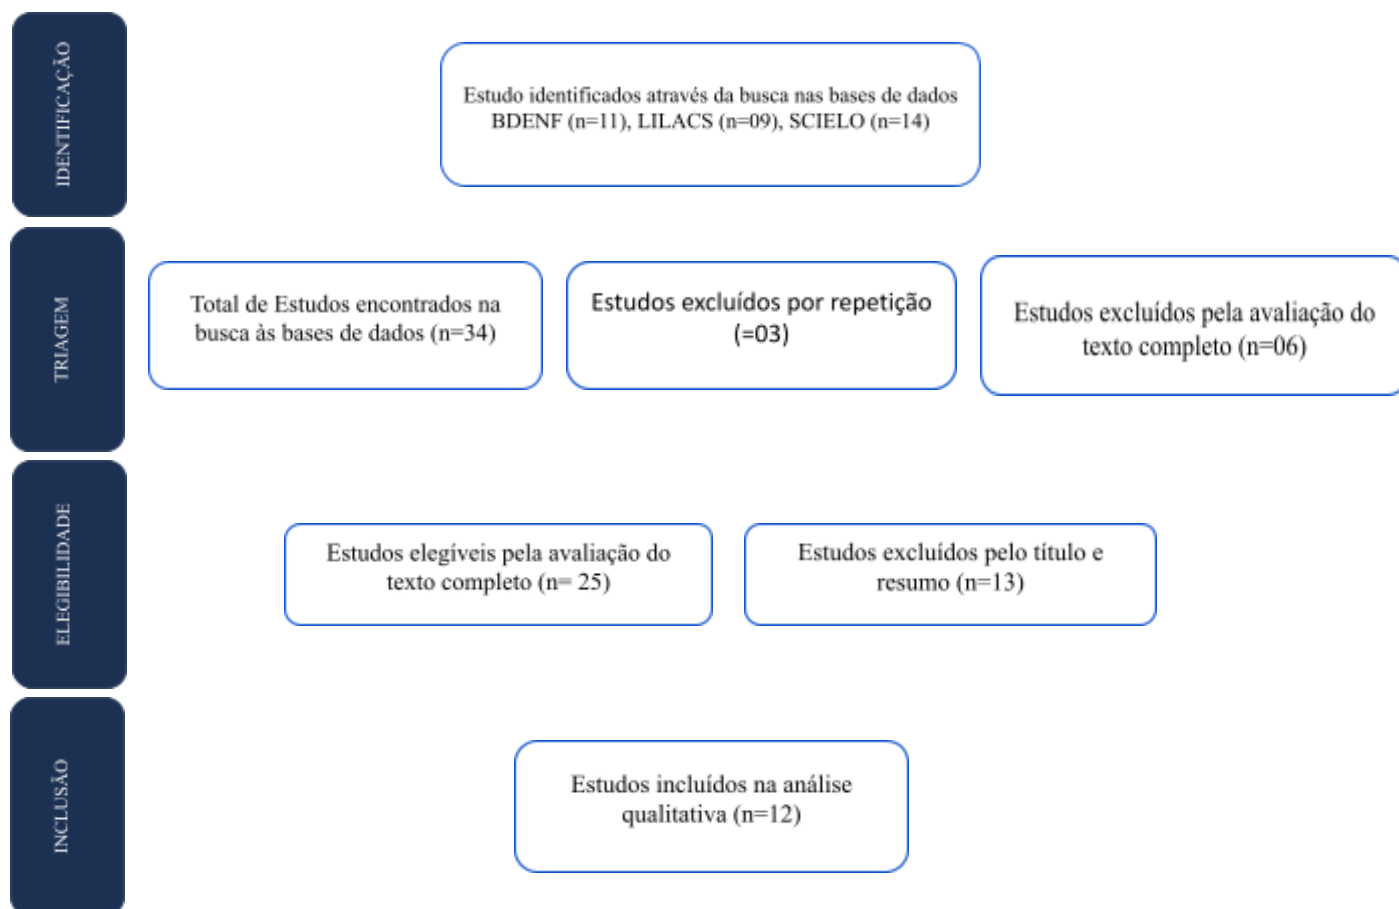 IDENTIFICAÇÃO
Estudo identificados através da busca nas bases de dados
BDENF (n=11), LILACS (n=09), SCIELO (n=14)
TRIAGEM
Total de Estudos encontrados na
busca às bases de dados (n=34)
Estudos excluídos por repetição
(=03)
Estudos excluídos pela avaliação do
texto completo (n=06)
ELEGIBILIDADE
Estudos elegíveis pela avaliação do
texto completo (n= 25)
Estudos excluídos pelo título e
resumo (n=13)
INCLUSÃO
Estudos incluídos na análise
qualitativa (n=12)